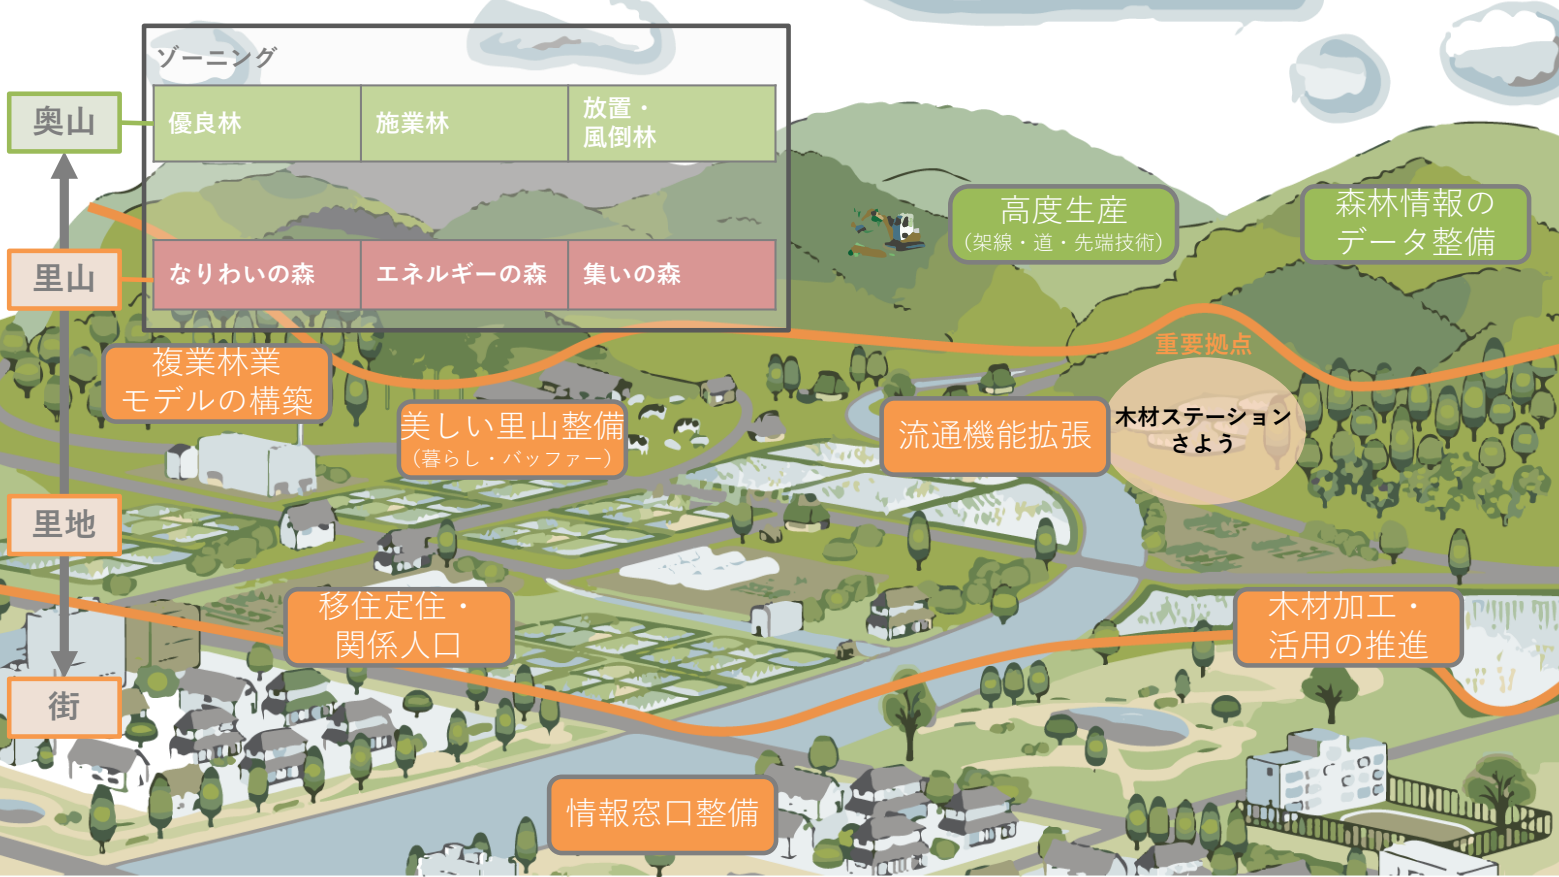 ゾーニング
奥山
優良林
施業林
放置・
風倒林
高度生産
（架線・道・先端技術）
森林情報の
データ整備
里山
なりわいの森
エネルギーの森
集いの森
重要拠点
複業林業
モデルの構築
美しい里山整備
（暮らし・バッファー）
流通機能拡張
木材ステーション
さよう
里地
移住定住・
関係人口
木材加工・
活用の推進
街
情報窓口整備